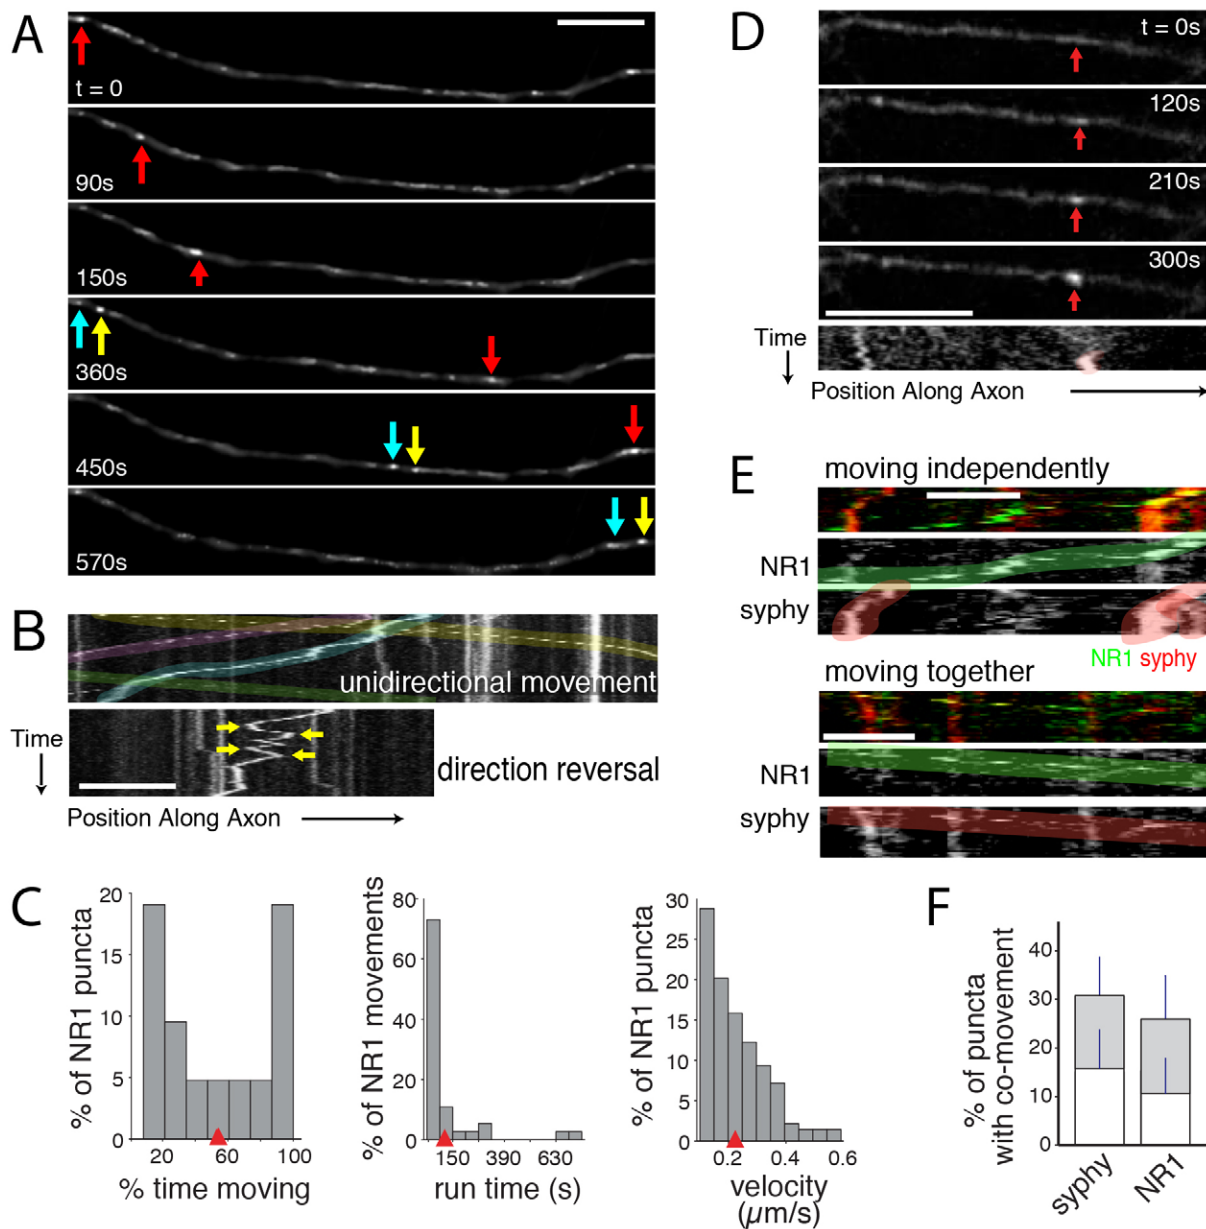 A
t = 0
90s
150s
360s
450s
570s
B
unidirectional movement
Time
direction reversal
Position Along Axon
C
% of NR1 puncta
20
15
10
5
0
20 60 100
% time moving
% of NR1 movements
80
60
40
20
0
150 390 630
run time (s)
% of NR1 puncta
30
25
20
15
10
5
0
0.2 0.4 0.6
velocity
(µm/s)
D
t = 0s
120s
210s
300s
Time
Position Along Axon
E
moving independently
NR1
syphy
NR1 syphy
moving together
NR1
syphy
F
% of puncta
with co-movement
40
30
20
10
0
syphy
NR1